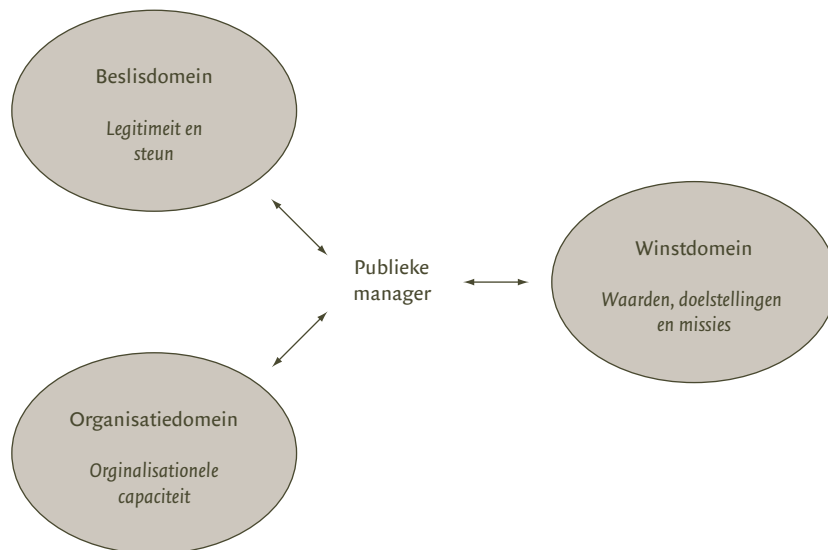 Beslisdomein
Legitimeit en
steun
Publieke
manager
Winstdomein
Waarden, doelstellingen
en missies
Organisatiedomein
Orginalisationele
capaciteit